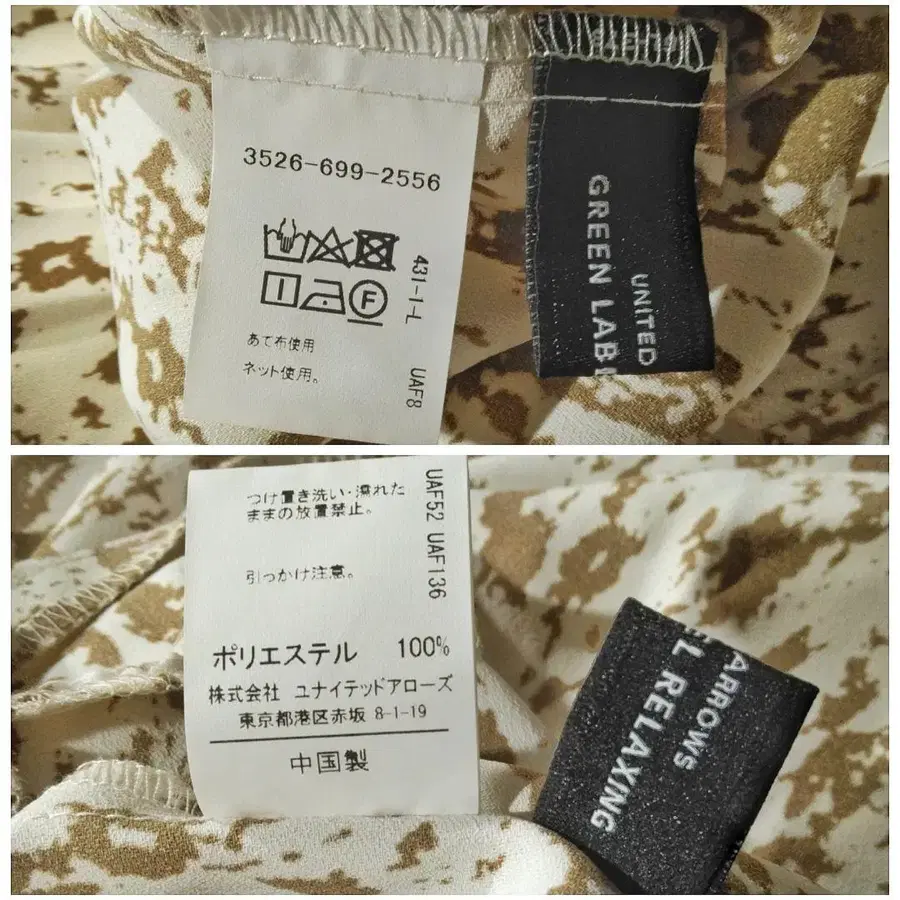 3526-699-2556
431-1-L
F
あて布使用
ネット使用。
UAF8
UNITED
GREEN LABE
つけ置き洗い・濡れた
ままの放置禁止。
UAF52 UAF136
引っかけ注意。
ポリエステル 100%
株式会社 ユナイテッドアローズ
東京都港区赤坂 8-1-19
中国製
ARROWS
EL RELAXING